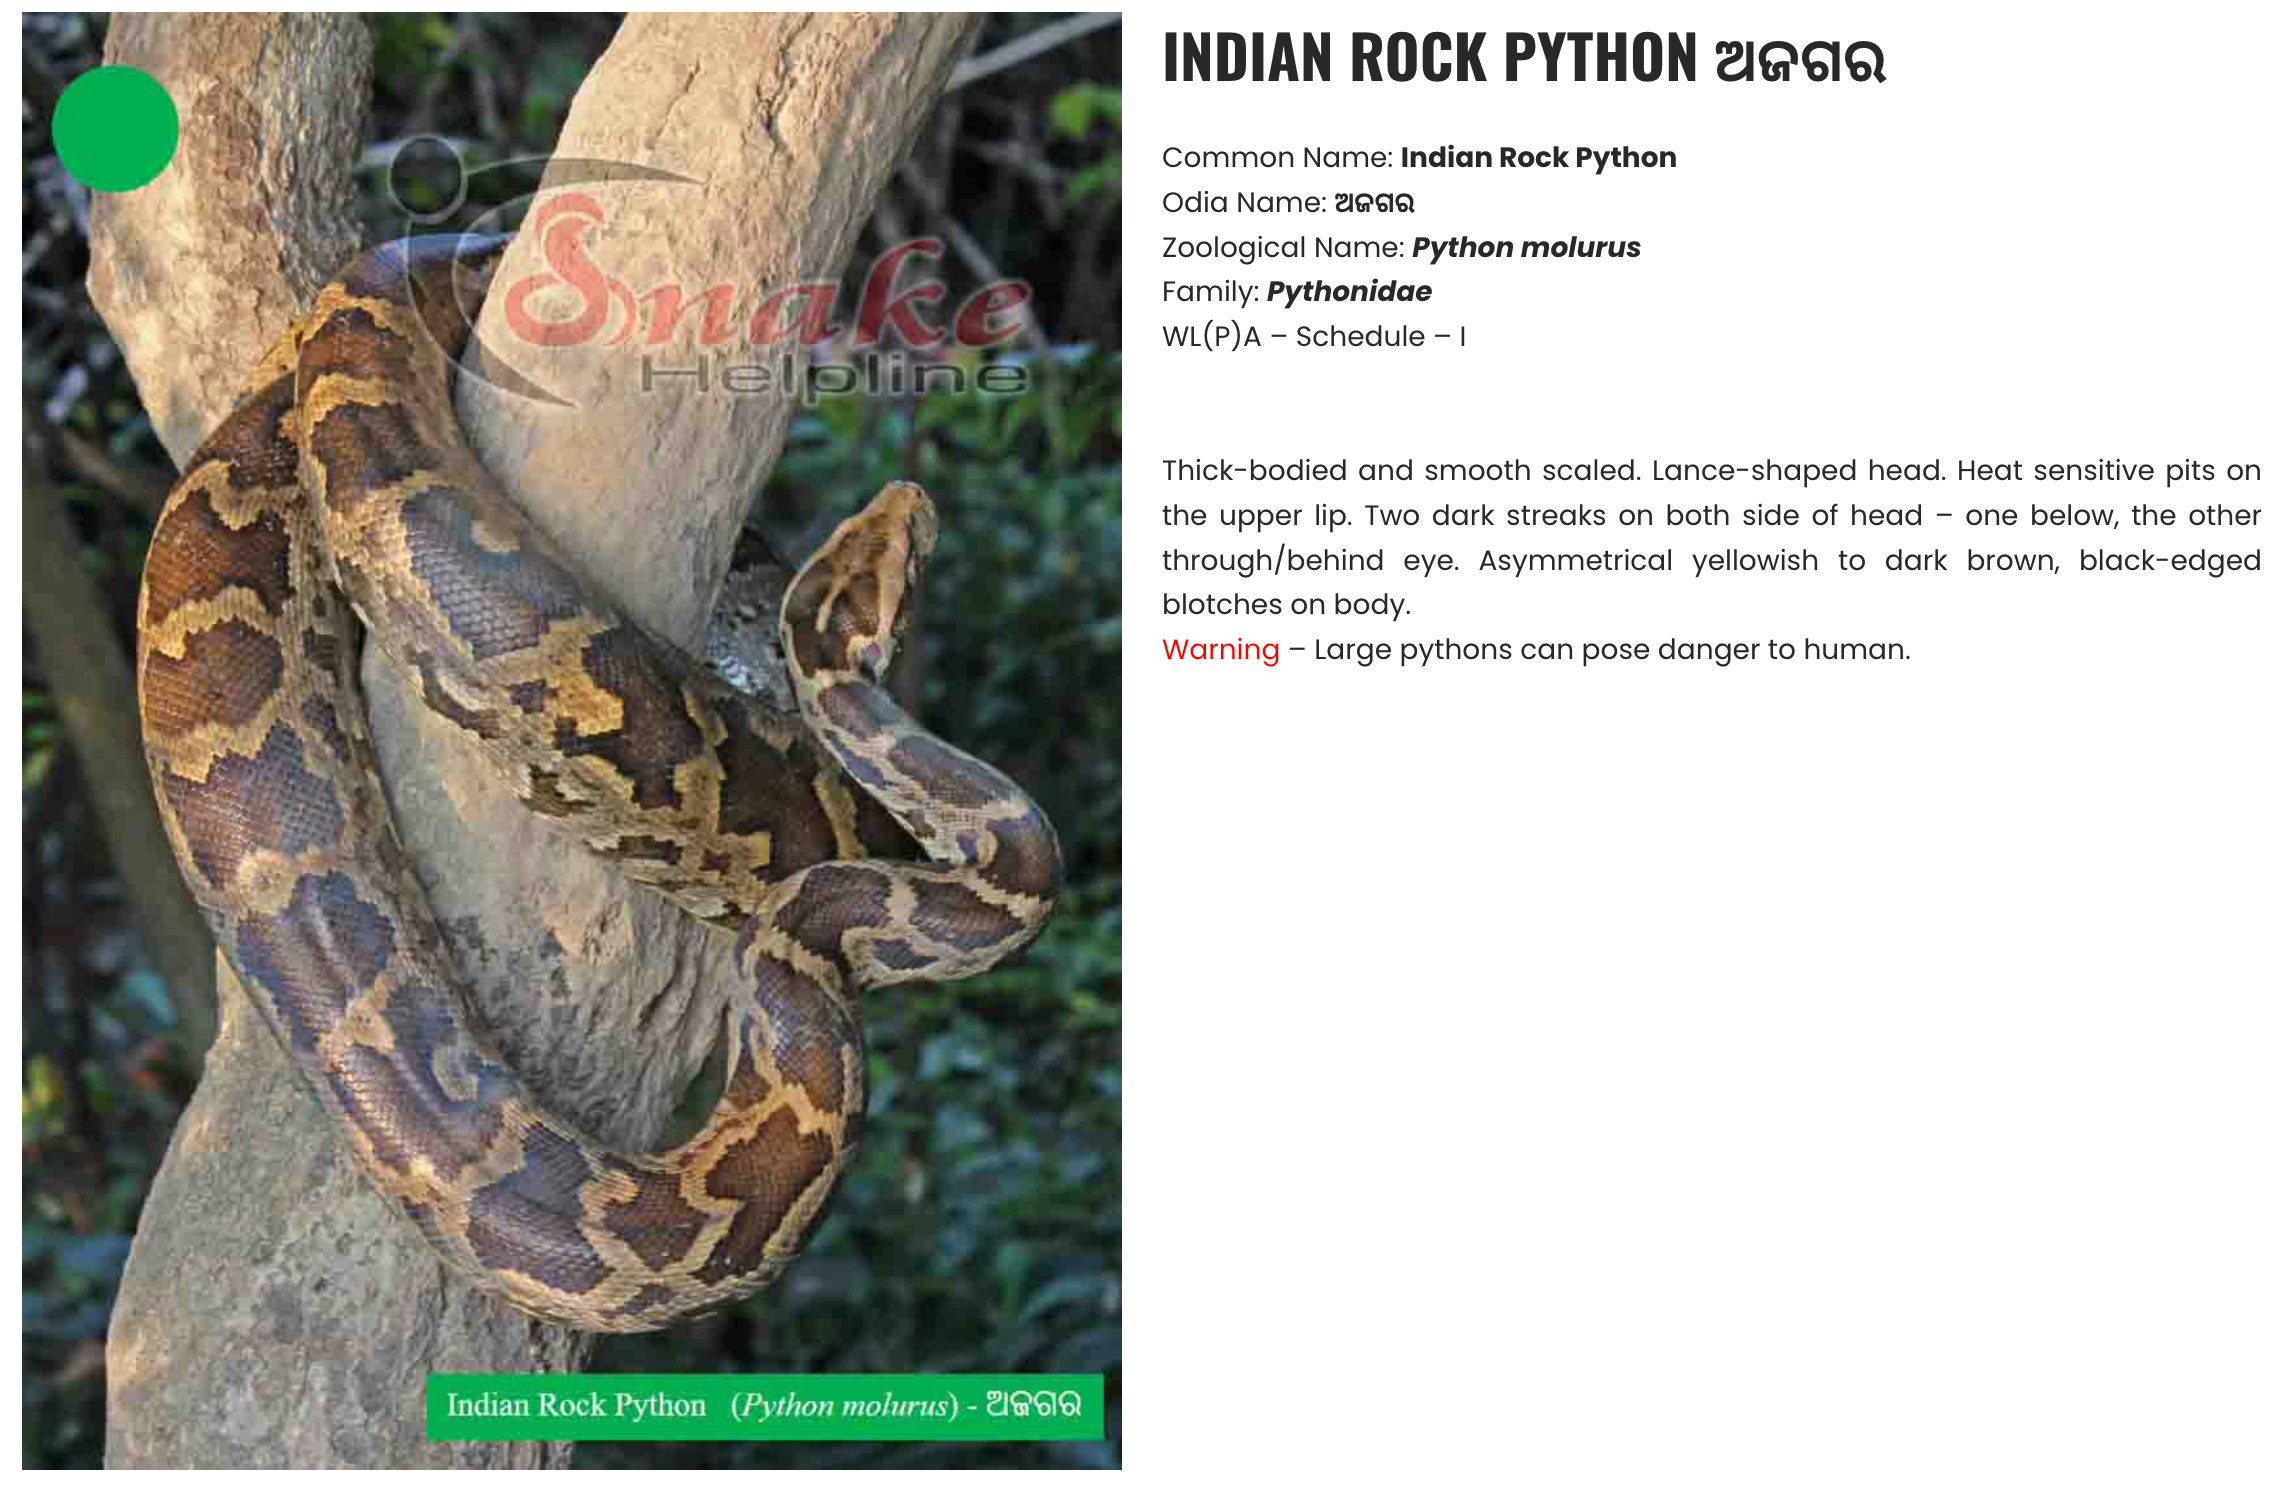 Snake
Helpline
Indian Rock Python (Python molurus) - ଅଜଗର
INDIAN ROCK PYTHON ଅଜଗର
Common Name: Indian Rock Python
Odia Name: ଅଜଗର
Zoological Name: Python molurus
Family: Pythonidae
WL(P)A – Schedule – I
Thick-bodied and smooth scaled. Lance-shaped head. Heat sensitive pits on
the upper lip. Two dark streaks on both side of head – one below, the other
through/behind eye. Asymmetrical yellowish to dark brown, black-edged
blotches on body.
Warning – Large pythons can pose danger to human.